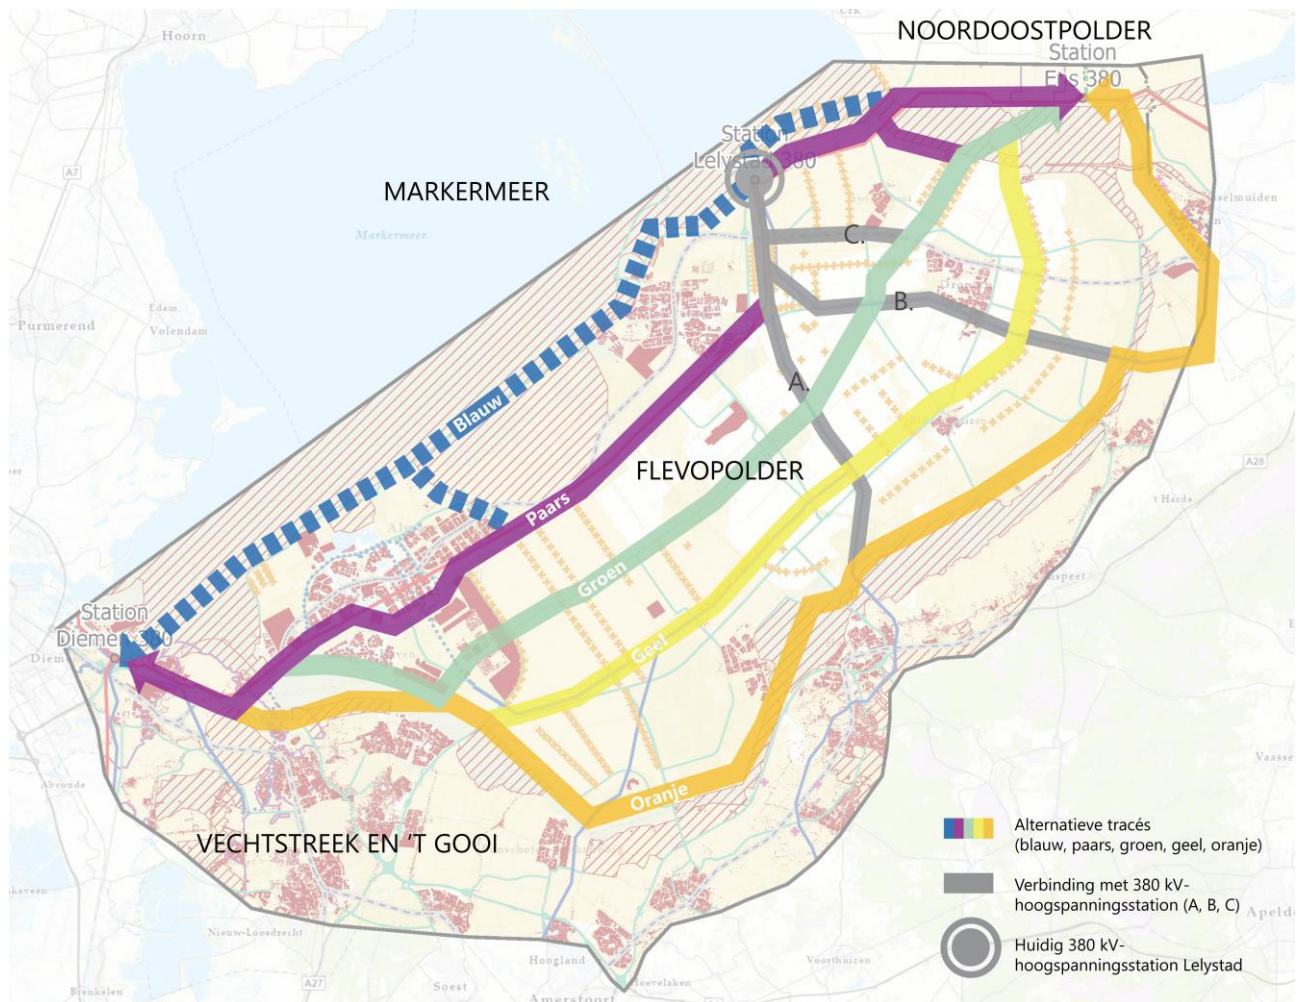 NOORDOOSTPOLDER
Station
Ens 380
Hoorn
Station
Lelystad 380
A7
MARKERMEER
Markermeer
C.
B.
Edam
Volendam
Purmerend
A.
Blauw
FLEVOPOLDER
A28
't Harde
Paars
Groen
Station
Diemen 380
Geel
Oranje
Abcoude
VECHTSTREEK EN 'T GOOI
Alternatieve tracés
(blauw, paars, groen, geel, oranje)
Verbinding met 380 kV-
hoogspanningsstation (A, B, C)
Huidig 380 kV-
hoogspanningsstation Lelystad
Nieuw-Loosdrecht
Hoogland
Voorthuizen
A27
Soest
Hoevelaken
Breukelen
Amersfoort